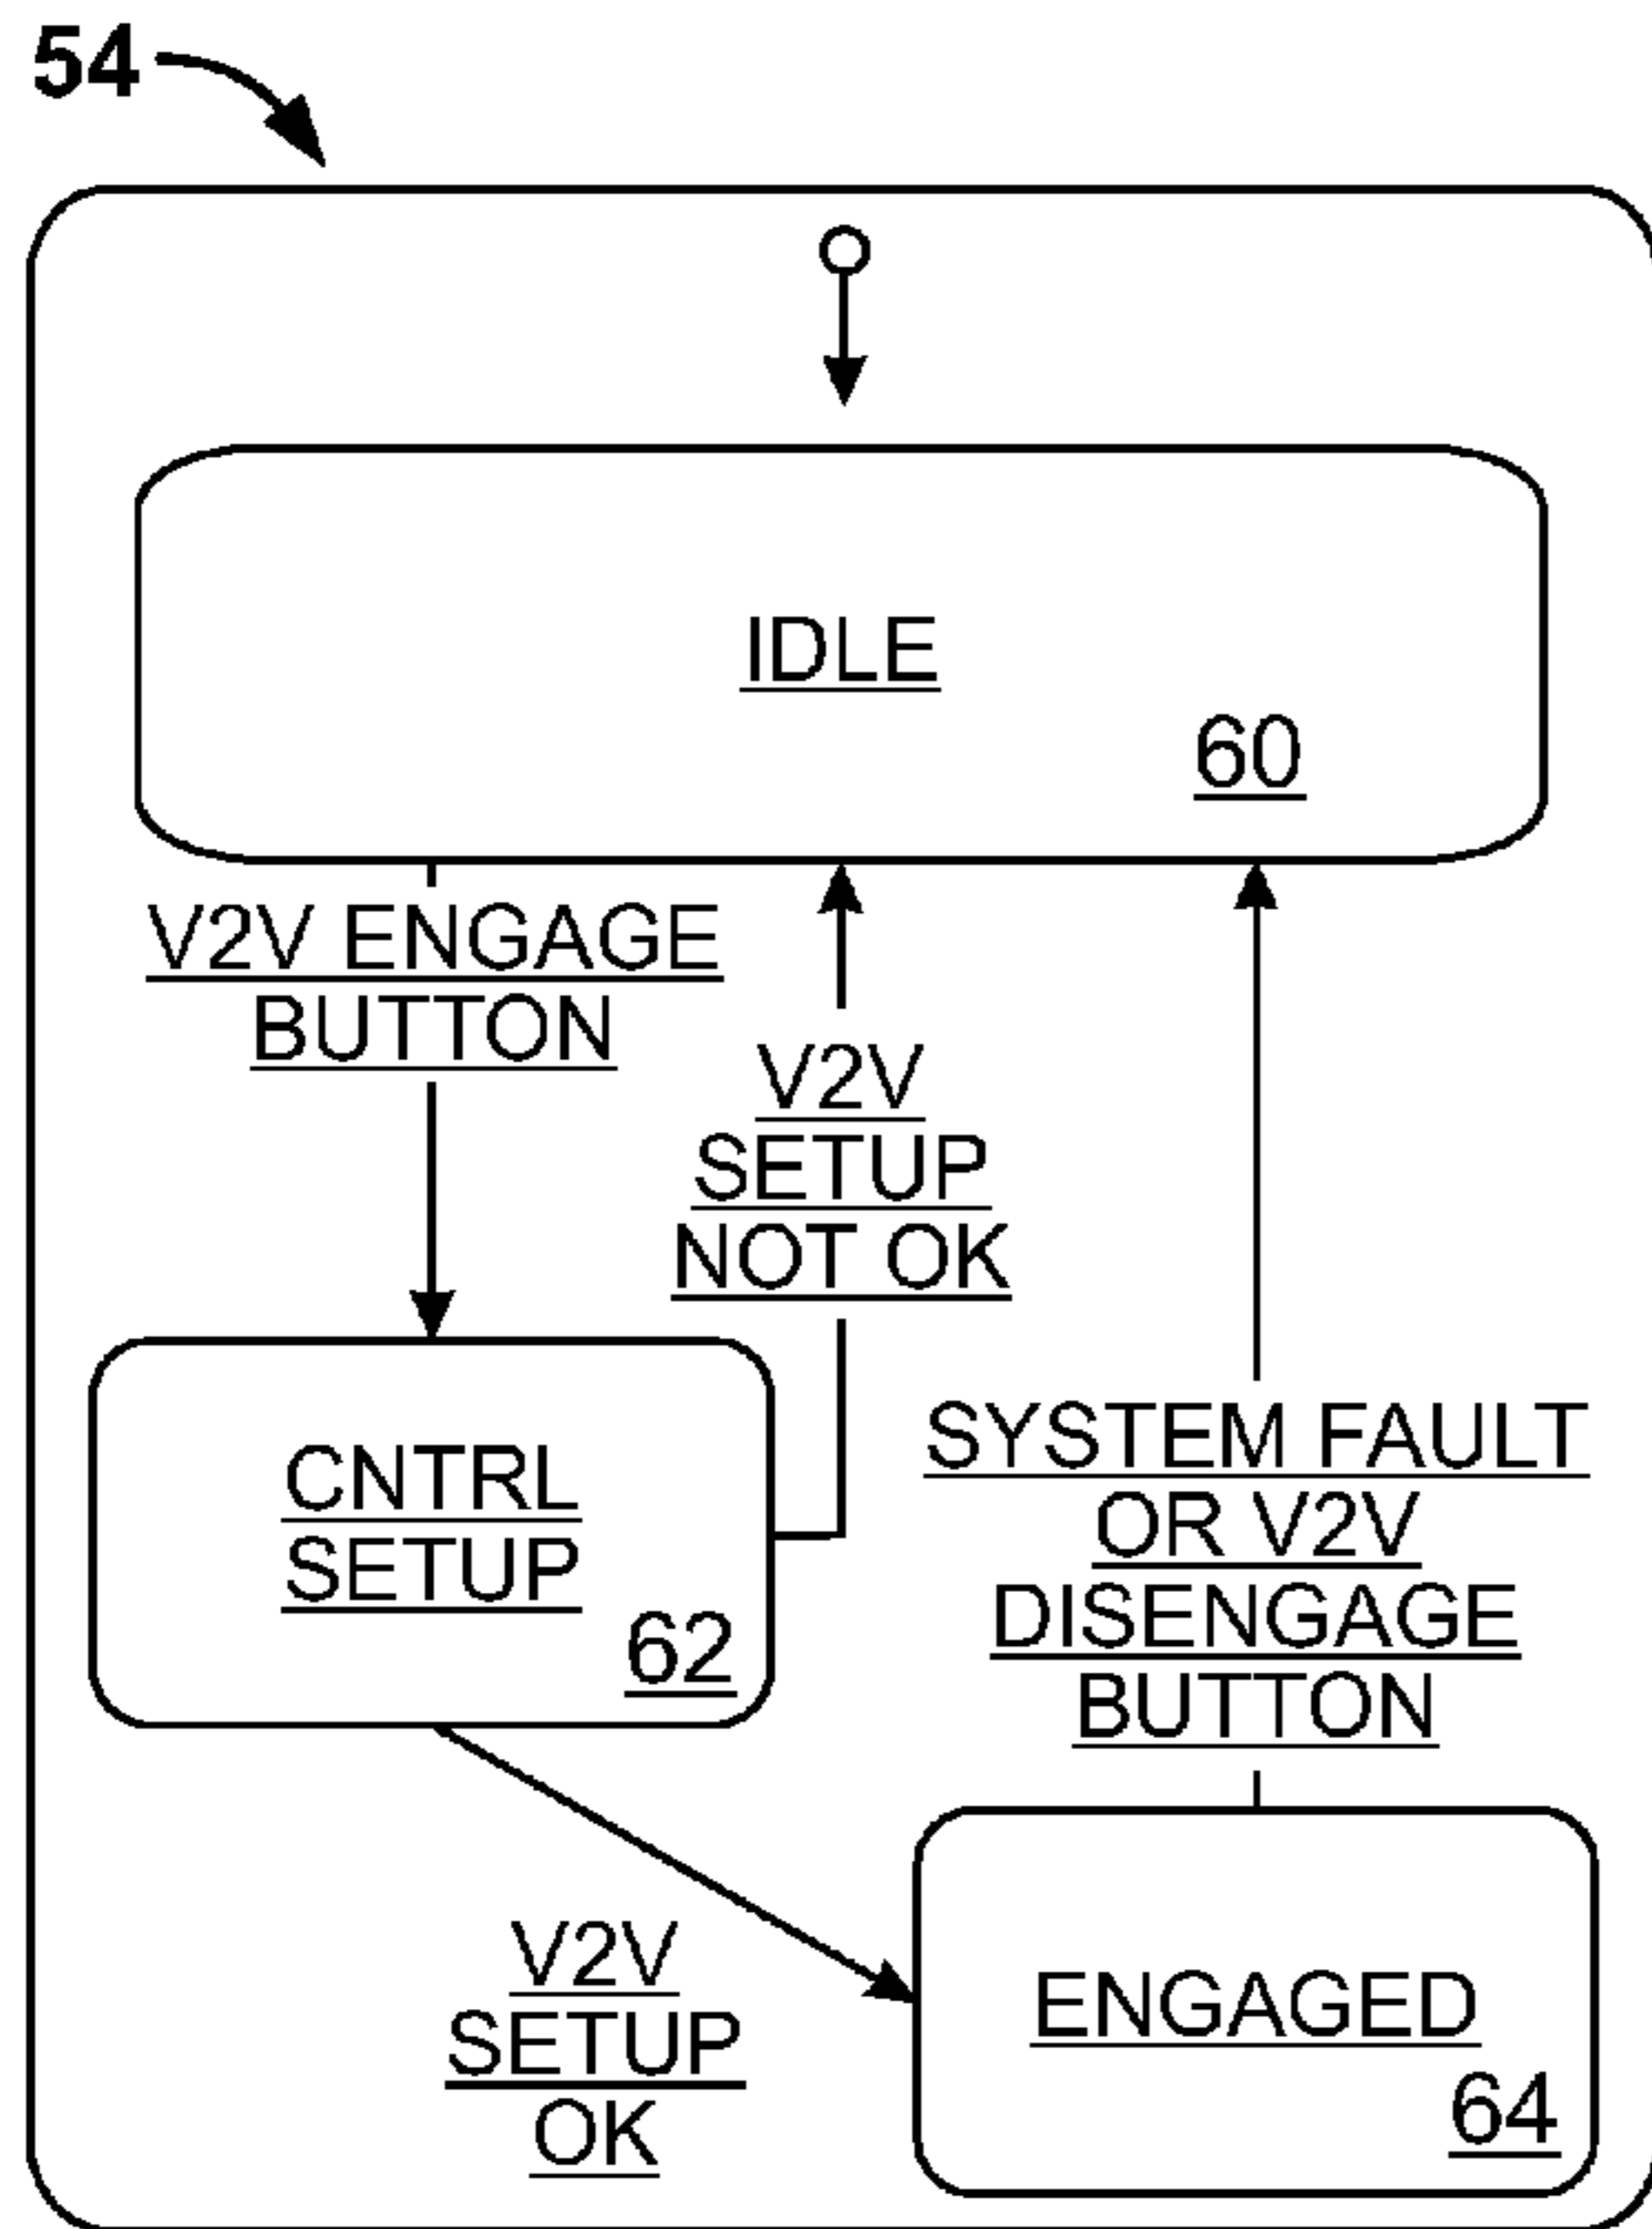 54
IDLE
60
V2V ENGAGE
BUTTON
V2V
SETUP
NOT OK
CNTRL
SETUP
62
SYSTEM FAULT
OR V2V
DISENGAGE
BUTTON
V2V
SETUP
OK
ENGAGED
64